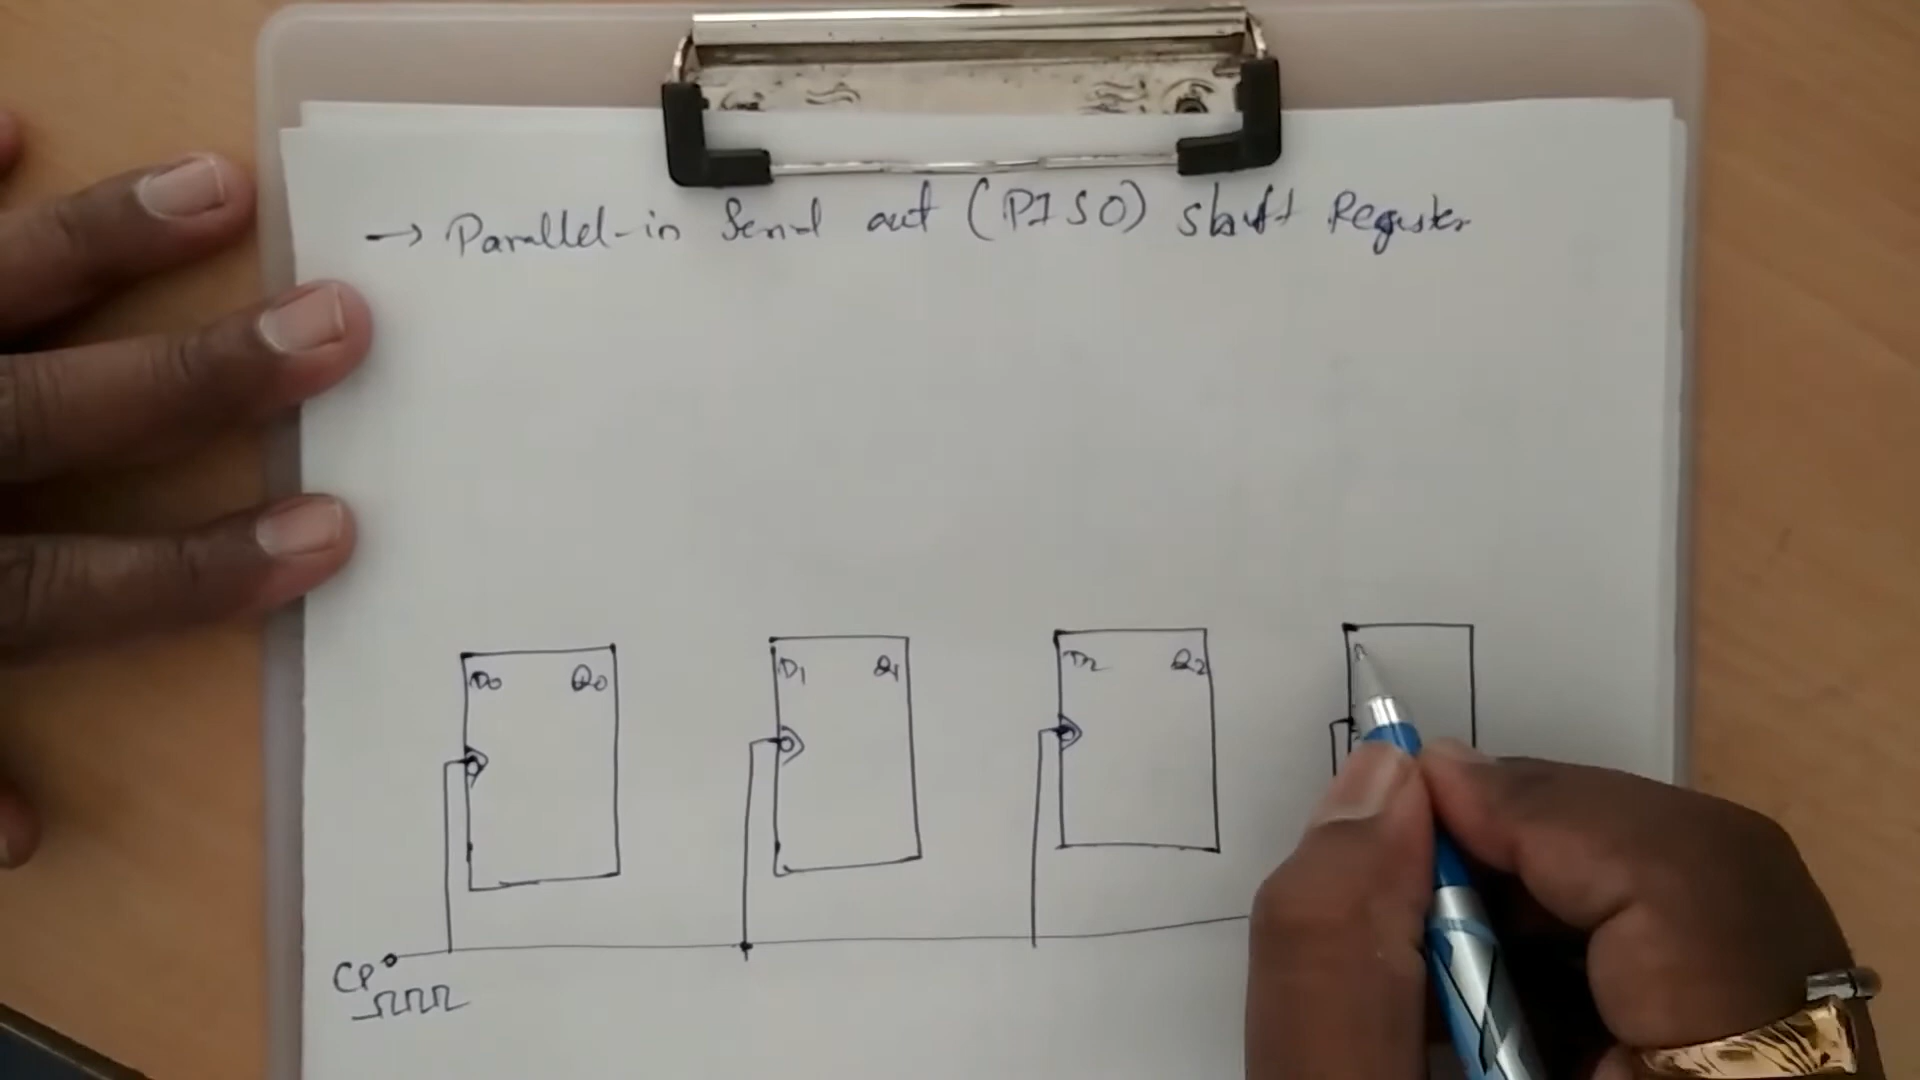 → Parallel-in Serial out (PISO) Shift Register
D0 Q0 D1 Q1 D2 Q2
CP